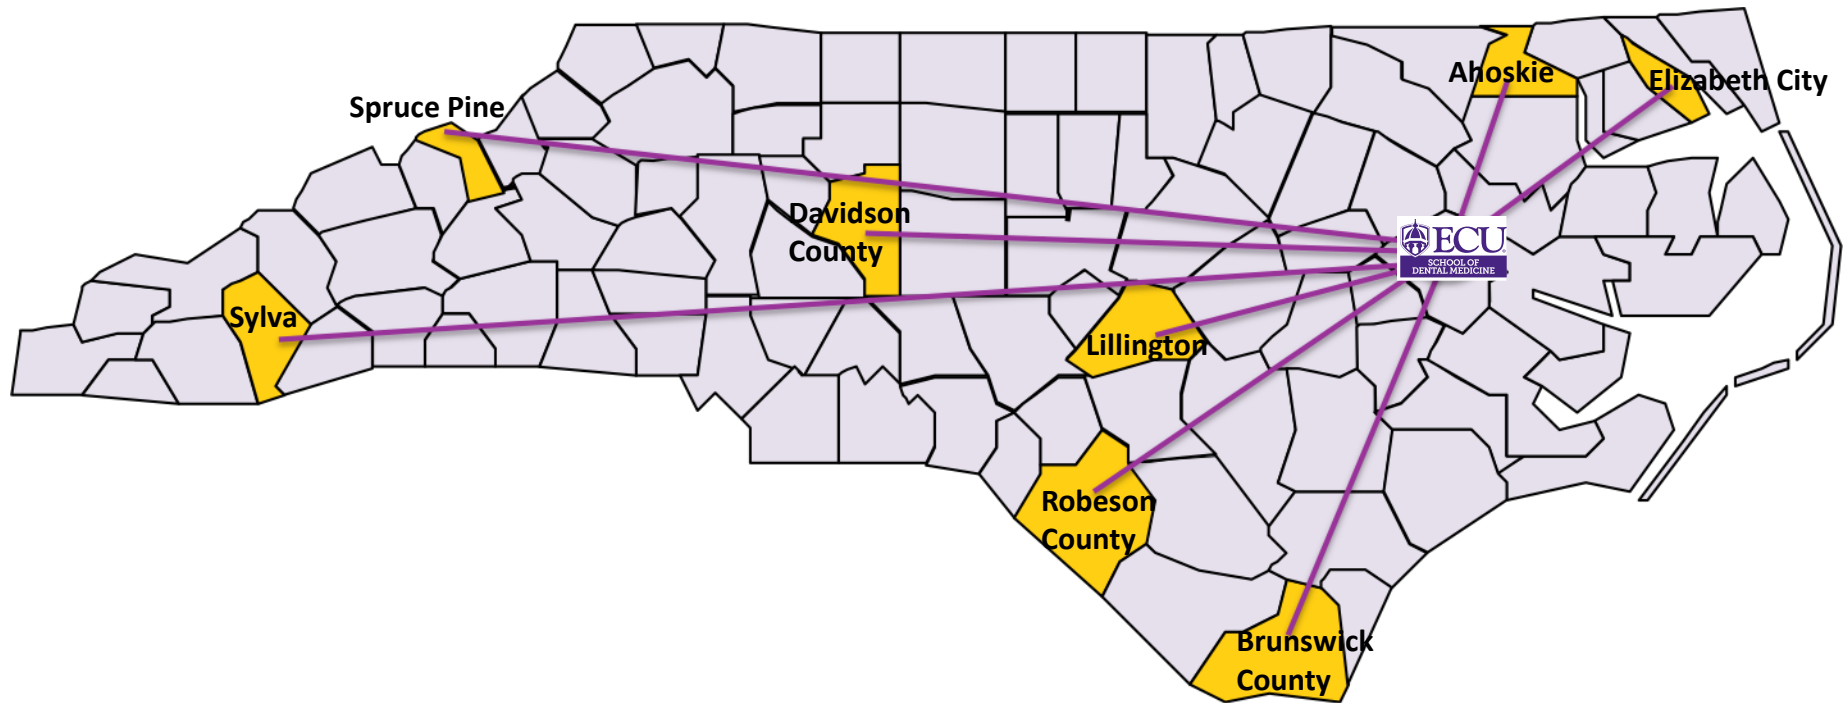 Ahoskie
Elizabeth City
Spruce Pine
Davidson
County
ECU
SCHOOL OF
DENTAL MEDICINE
Sylva
Lillington
Robeson
County
Brunswick
County